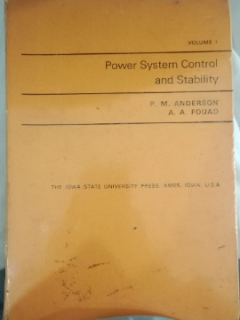 VOLUME I
Power System Control
and Stability
P. M. ANDERSON
A. A. FOUAD
THE IOWA STATE UNIVERSITY PRESS, AMES, IOWA, U.S.A.